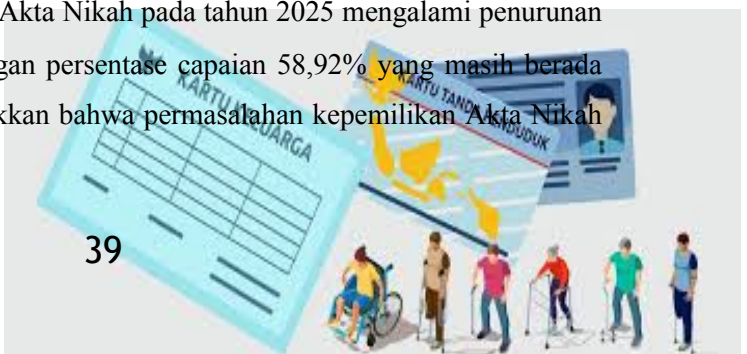 Akta Nikah pada tahun 2025 mengalami penurunan
gan persentase capaian 58,92% yang masih berada
kkan bahwa permasalahan kepemilikan Akta Nikah
KARTU KELUARGA
KARTU TANDA PENDUDUK
39